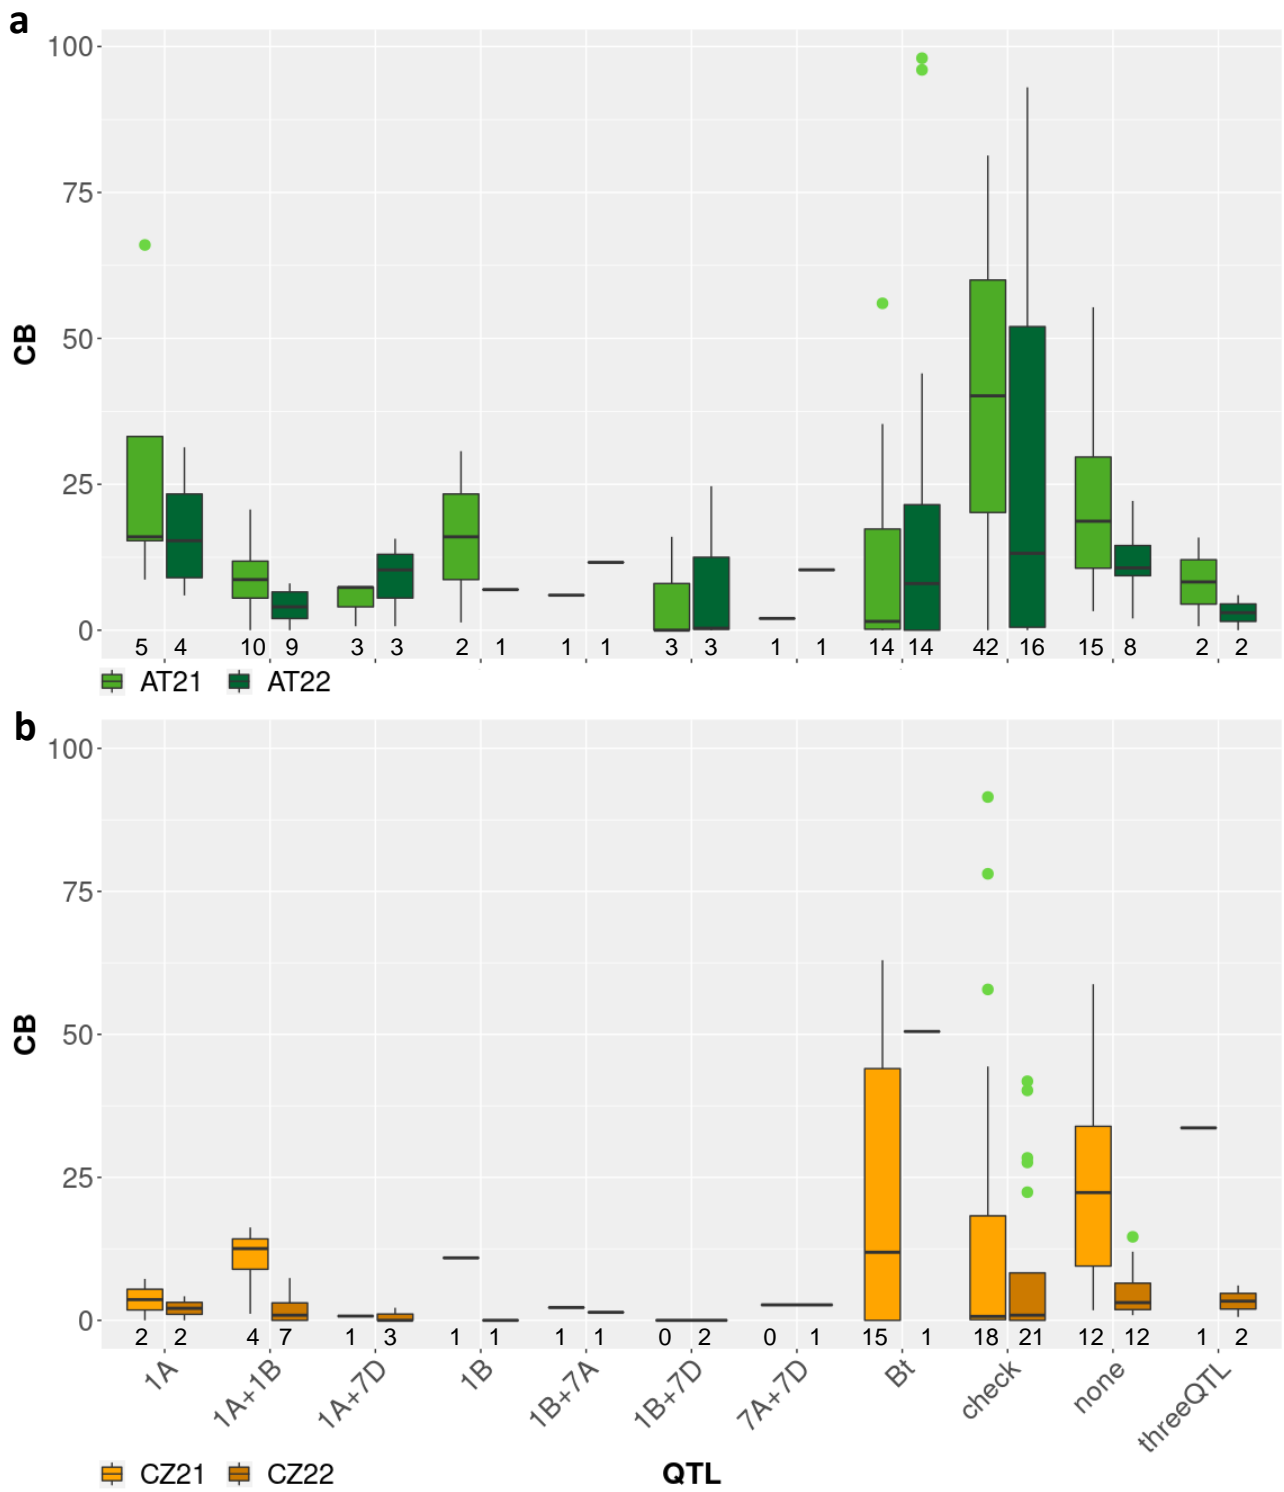 a
100
75
50
25
0
CB
5 4 10 9 3 3 2 1 1 1 3 3 1 1 14 14 42 16 15 8 2 2
AT21 AT22
b
100
75
50
25
0
CB
2 2 4 7 1 3 1 1 1 1 0 2 0 1 15 1 18 21 12 12 1 2
1A 1A+1B 1A+7D 1B 1B+7A 1B+7D 7A+7D Bt check none threeQTL
CZ21 CZ22 QTL